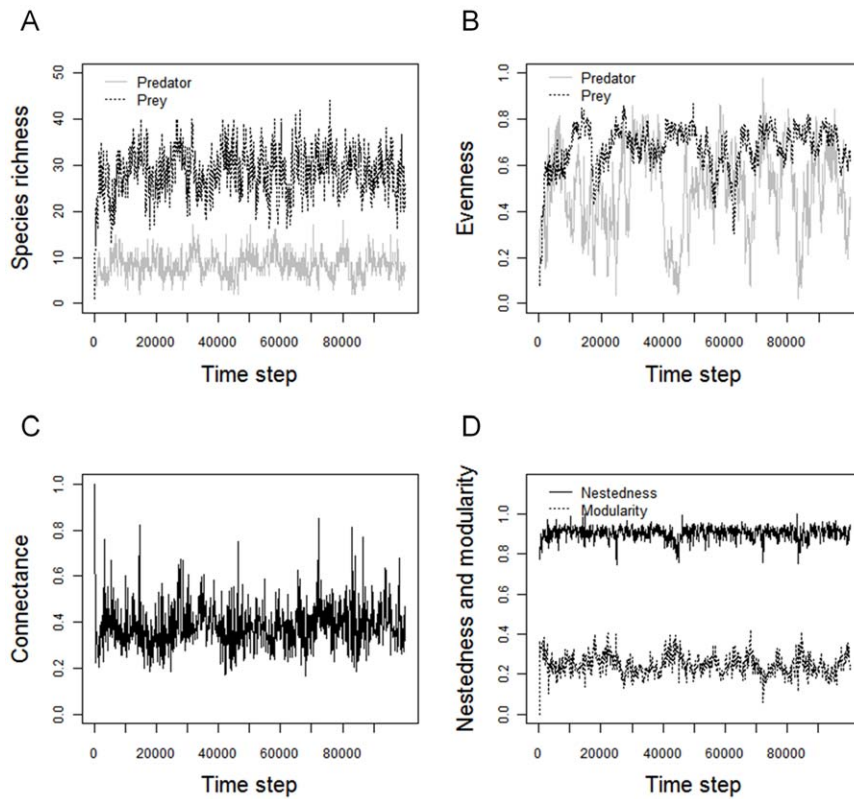 A
Species richness
50
40
30
20
10
0
Predator
Prey
0 20000 40000 60000 80000
Time step
B
Evenness
1.0
0.8
0.6
0.4
0.2
0.0
Predator
Prey
0 20000 40000 60000 80000
Time step
C
Connectance
1.0
0.8
0.6
0.4
0.2
0.0
0 20000 40000 60000 80000
Time step
D
Nestedness and modularity
1.0
0.8
0.6
0.4
0.2
0.0
Nestedness
Modularity
0 20000 40000 60000 80000
Time step